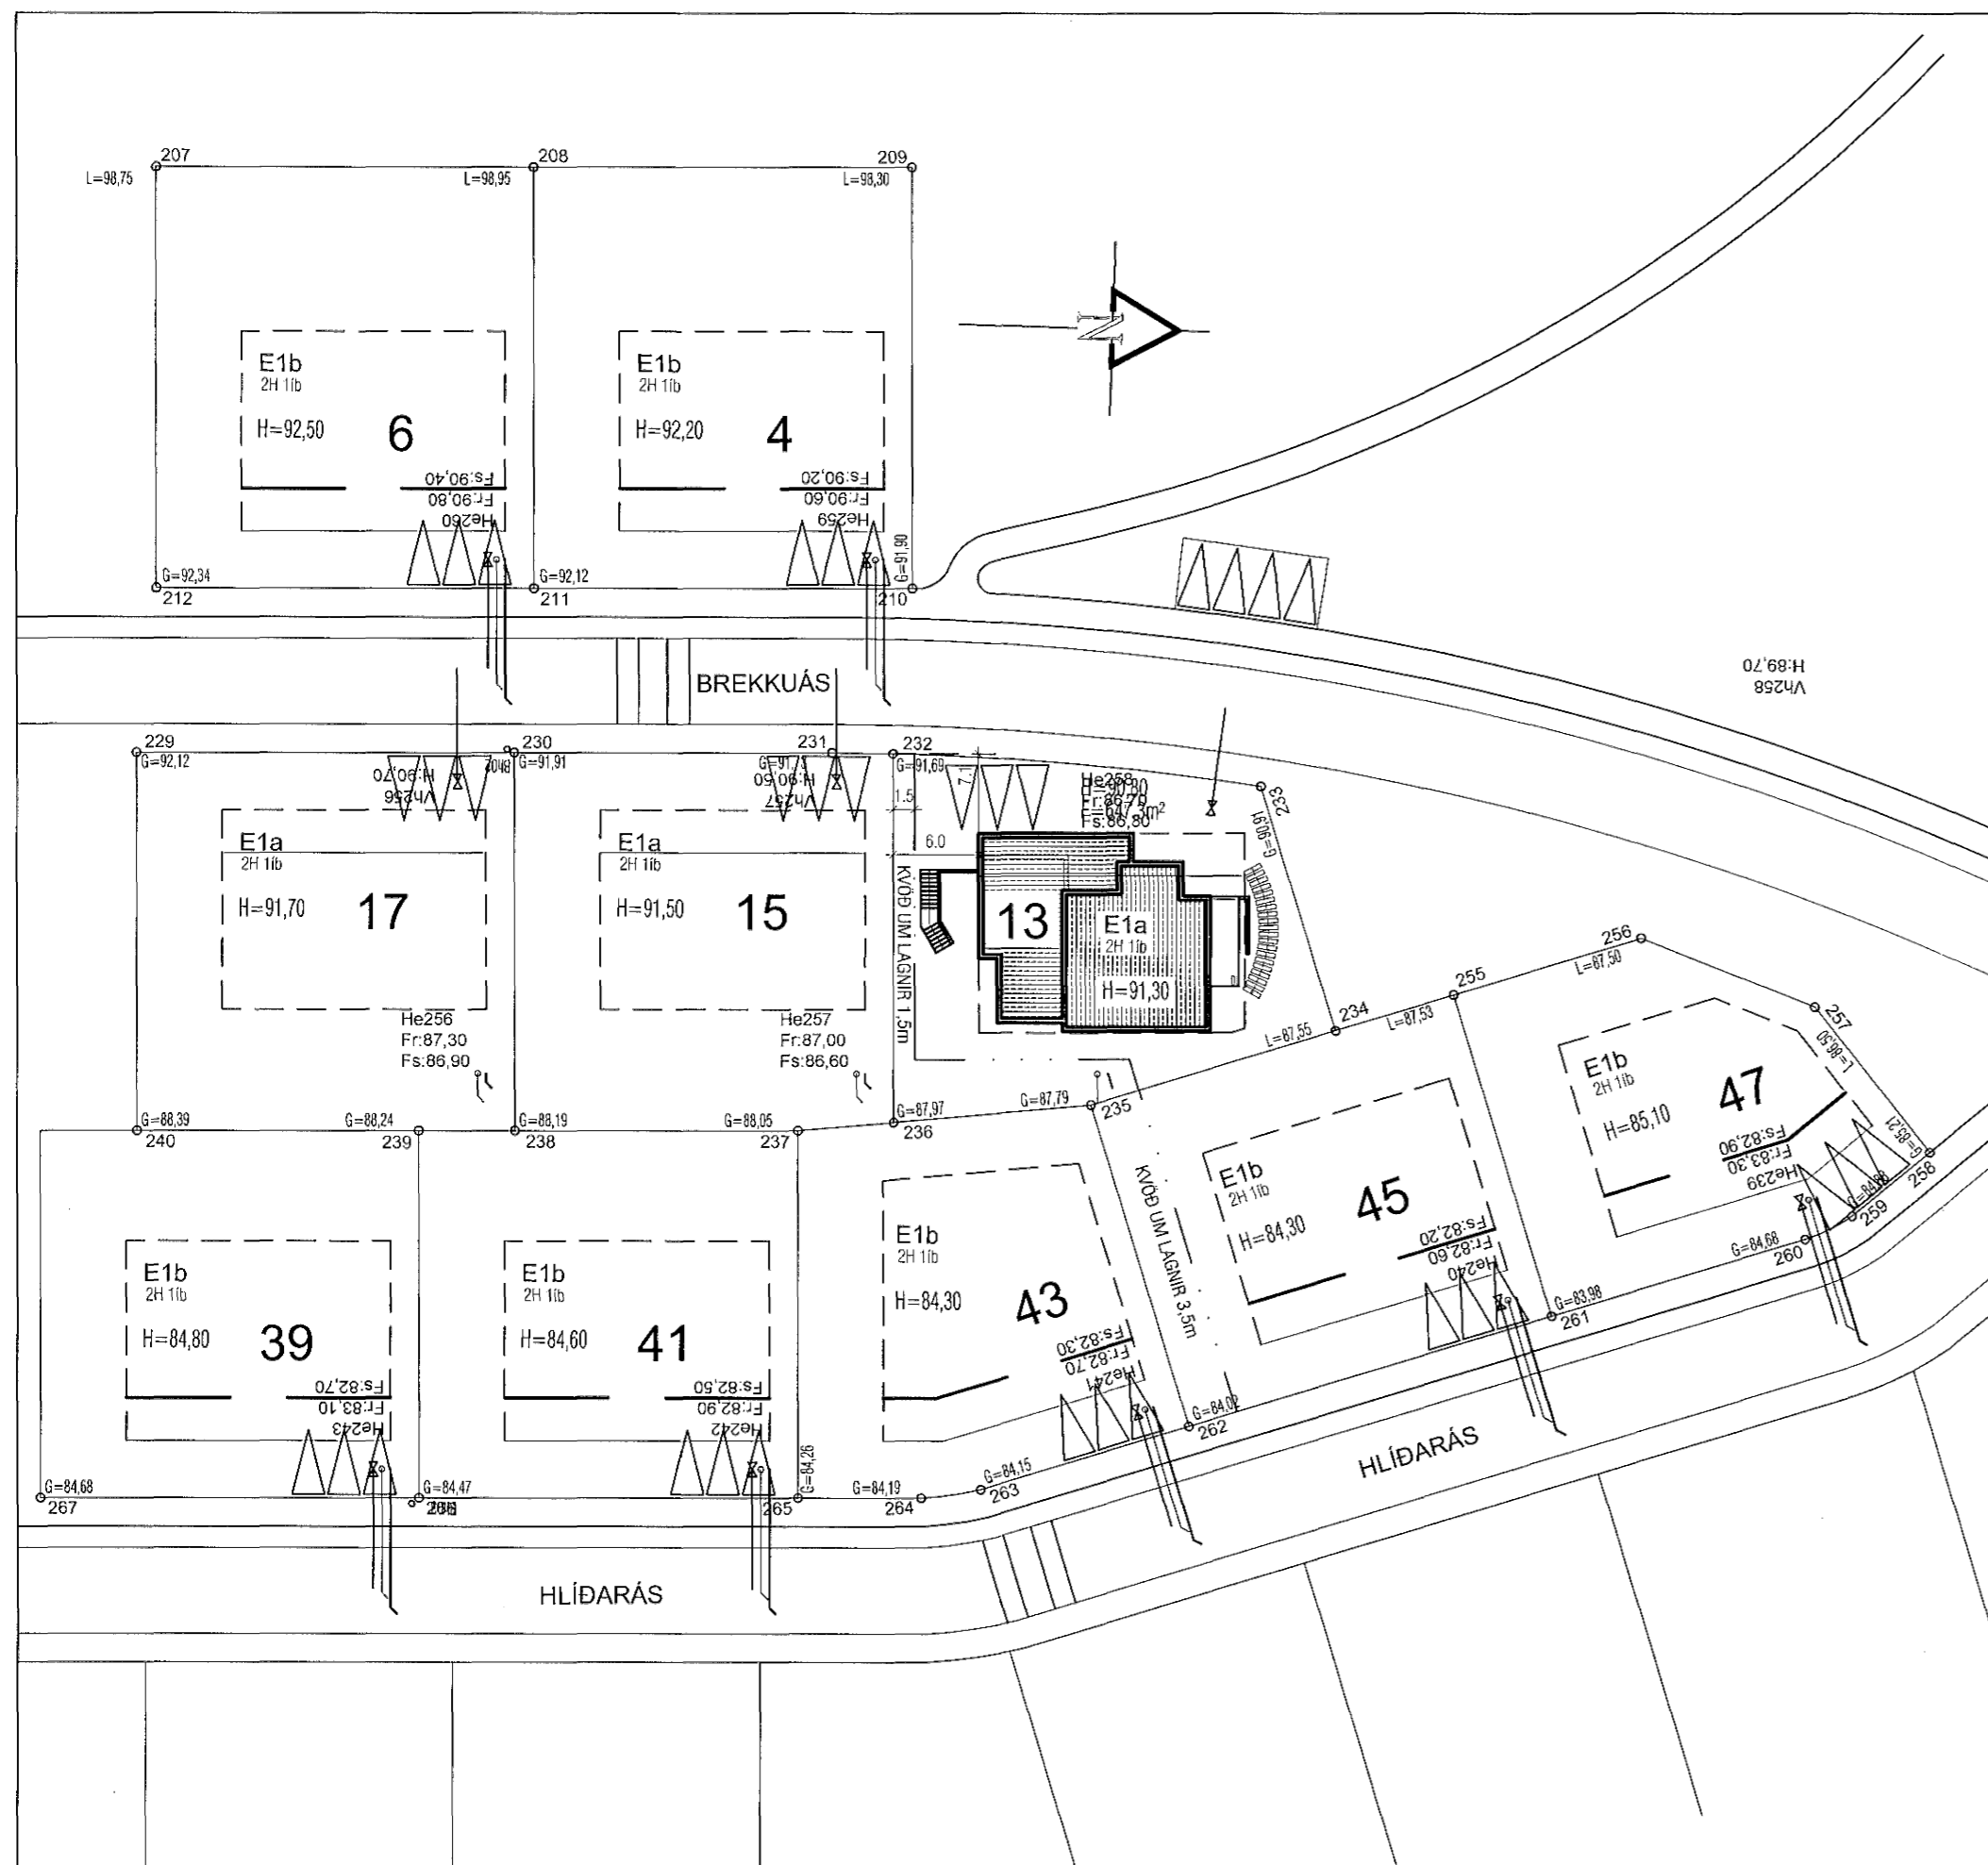 207
208
209
L=98,75
L=98,95
L=98,30
N
E1b
2H 1íb
H=92,50
6
Fs:90,40
Fr:90,80
He260
E1b
2H 1íb
H=92,20
4
Fs:90,20
Fr:90,60
He259
G=92,34
212
G=92,12
211
G=91,90
210
BREKKUÁS
Vh258
H:89,70
229
G=92,12
230
G=91,91
231
232
G=91,69
233
G=90,91
Vh256
H:90,70
Vh257
H:90,50
7.1
1.5
6.0
He258
Fs:86,80
E1a
2H 1íb
H=91,70
17
E1a
2H 1íb
H=91,50
15
KVÖÐ UM LAGNIR 1,5m
13
E1a
2H 1íb
H=91,30
He256
Fr:87,30
Fs:86,90
He257
Fr:87,00
Fs:86,60
L=87,55
234
L=87,53
255
L=87,50
256
257
L=86,50
G=85,21
258
G=88,39
240
G=88,24
239
G=88,19
238
G=88,05
237
G=87,97
236
G=87,79
235
KVÖÐ UM LAGNIR 3,5m
E1b
2H 1íb
H=84,80
39
Fs:82,70
Fr:83,10
He243
E1b
2H 1íb
H=84,60
41
Fs:82,50
Fr:82,90
He242
E1b
2H 1íb
H=84,30
43
Fs:82,30
Fr:82,70
He241
E1b
2H 1íb
H=84,30
45
Fs:82,20
Fr:82,60
He240
E1b
2H 1íb
H=85,10
47
Fs:82,90
Fr:83,30
He239
259
G=84,68
260
G=83,98
261
G=84,02
262
G=84,15
263
G=84,19
264
G=84,26
265
G=84,47
G=84,68
267
HLÍÐARÁS
HLÍÐARÁS